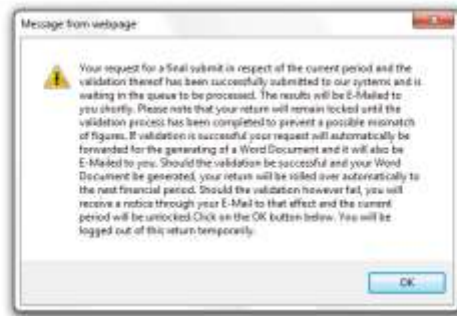 Message from webpage
Your request for a final submit in respect of the current period and the
validation thereof has been successfully submitted to our systems and is
waiting in the queue to be processed. The results will be E-Mailed to
you shortly. Please note that your return will remain locked until the
validation process has been completed to prevent a possible mismatch
of figures. If validation is successful your request will automatically be
forwarded for the generating of a Word Document and it will also be
E-Mailed to you. Should the validation be successful and your Word
Document be generated, your return will be rolled over automatically to
the next financial period. Should the validation however fail, you will
receive a notice through your E-Mail to that effect and the current
period will be unlocked.Click on the OK button below. You will be
logged out of this return temporarily.
OK